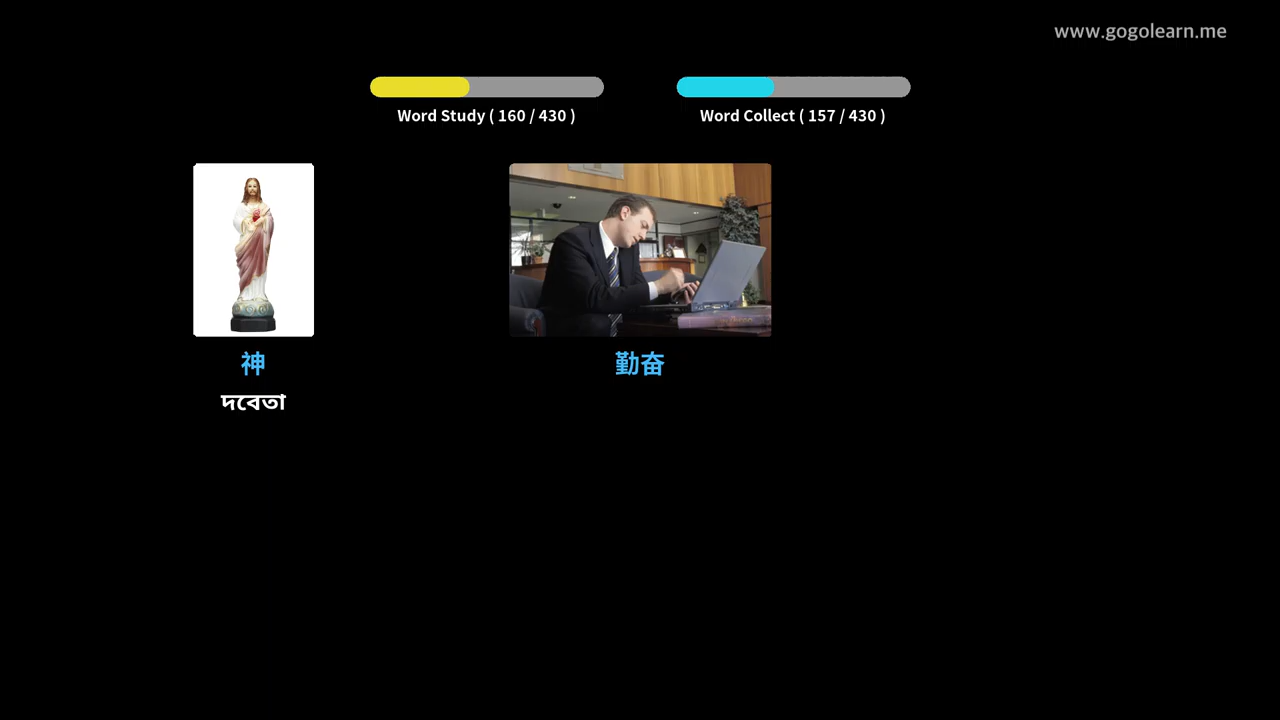 www.gogolearn.me
Word Study ( 160 / 430 )
Word Collect ( 157 / 430 )
神
勤奋
দবেতা